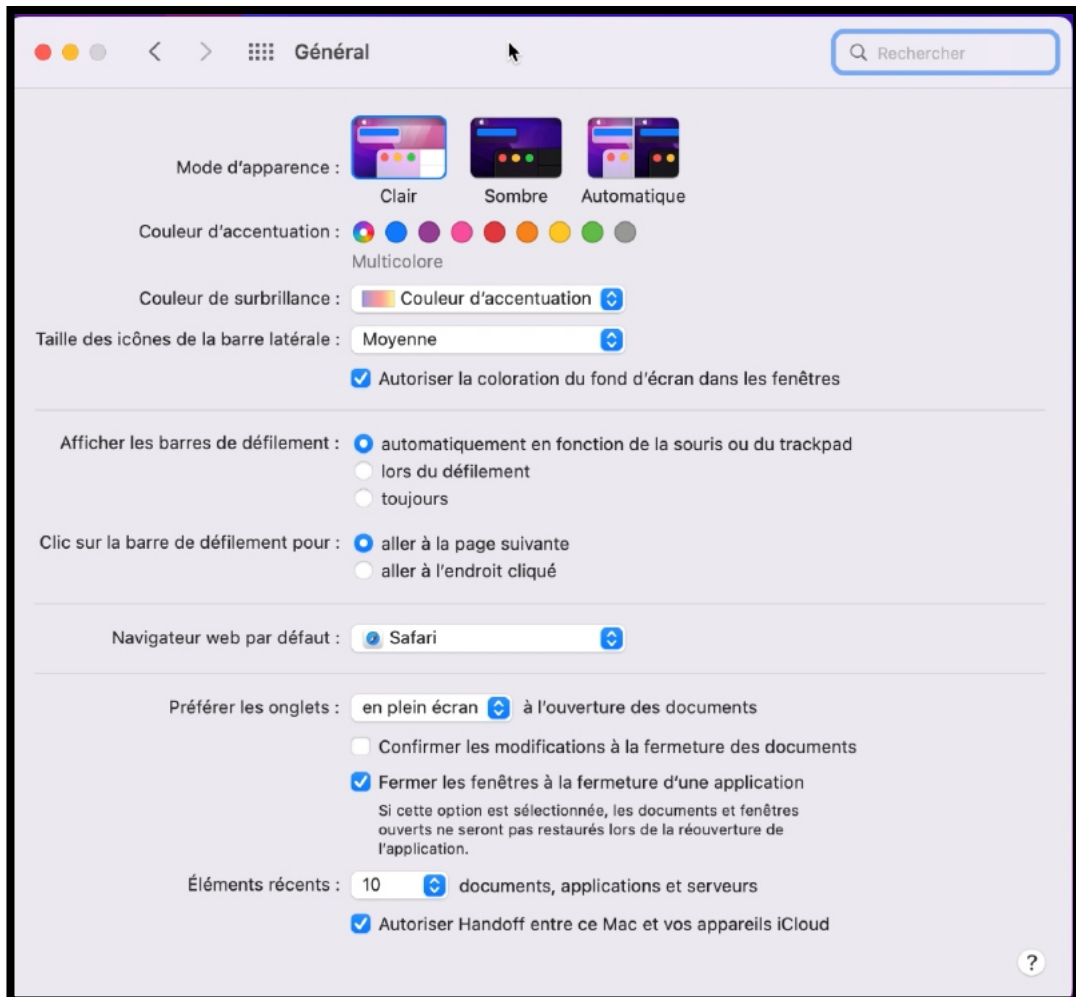 Général
Rechercher
Mode d'apparence :
Clair
Sombre
Automatique
Couleur d'accentuation :
Multicolore
Couleur de surbrillance : Couleur d'accentuation
Taille des icônes de la barre latérale : Moyenne
Autoriser la coloration du fond d'écran dans les fenêtres
Afficher les barres de défilement : automatiquement en fonction de la souris ou du trackpad
lors du défilement
toujours
Clic sur la barre de défilement pour : aller à la page suivante
aller à l'endroit cliqué
Navigateur web par défaut : Safari
Préférer les onglets : en plein écran à l'ouverture des documents
Confirmer les modifications à la fermeture des documents
Fermer les fenêtres à la fermeture d'une application
Si cette option est sélectionnée, les documents et fenêtres
ouverts ne seront pas restaurés lors de la réouverture de
l'application.
Éléments récents : 10 documents, applications et serveurs
Autoriser Handoff entre ce Mac et vos appareils iCloud
?